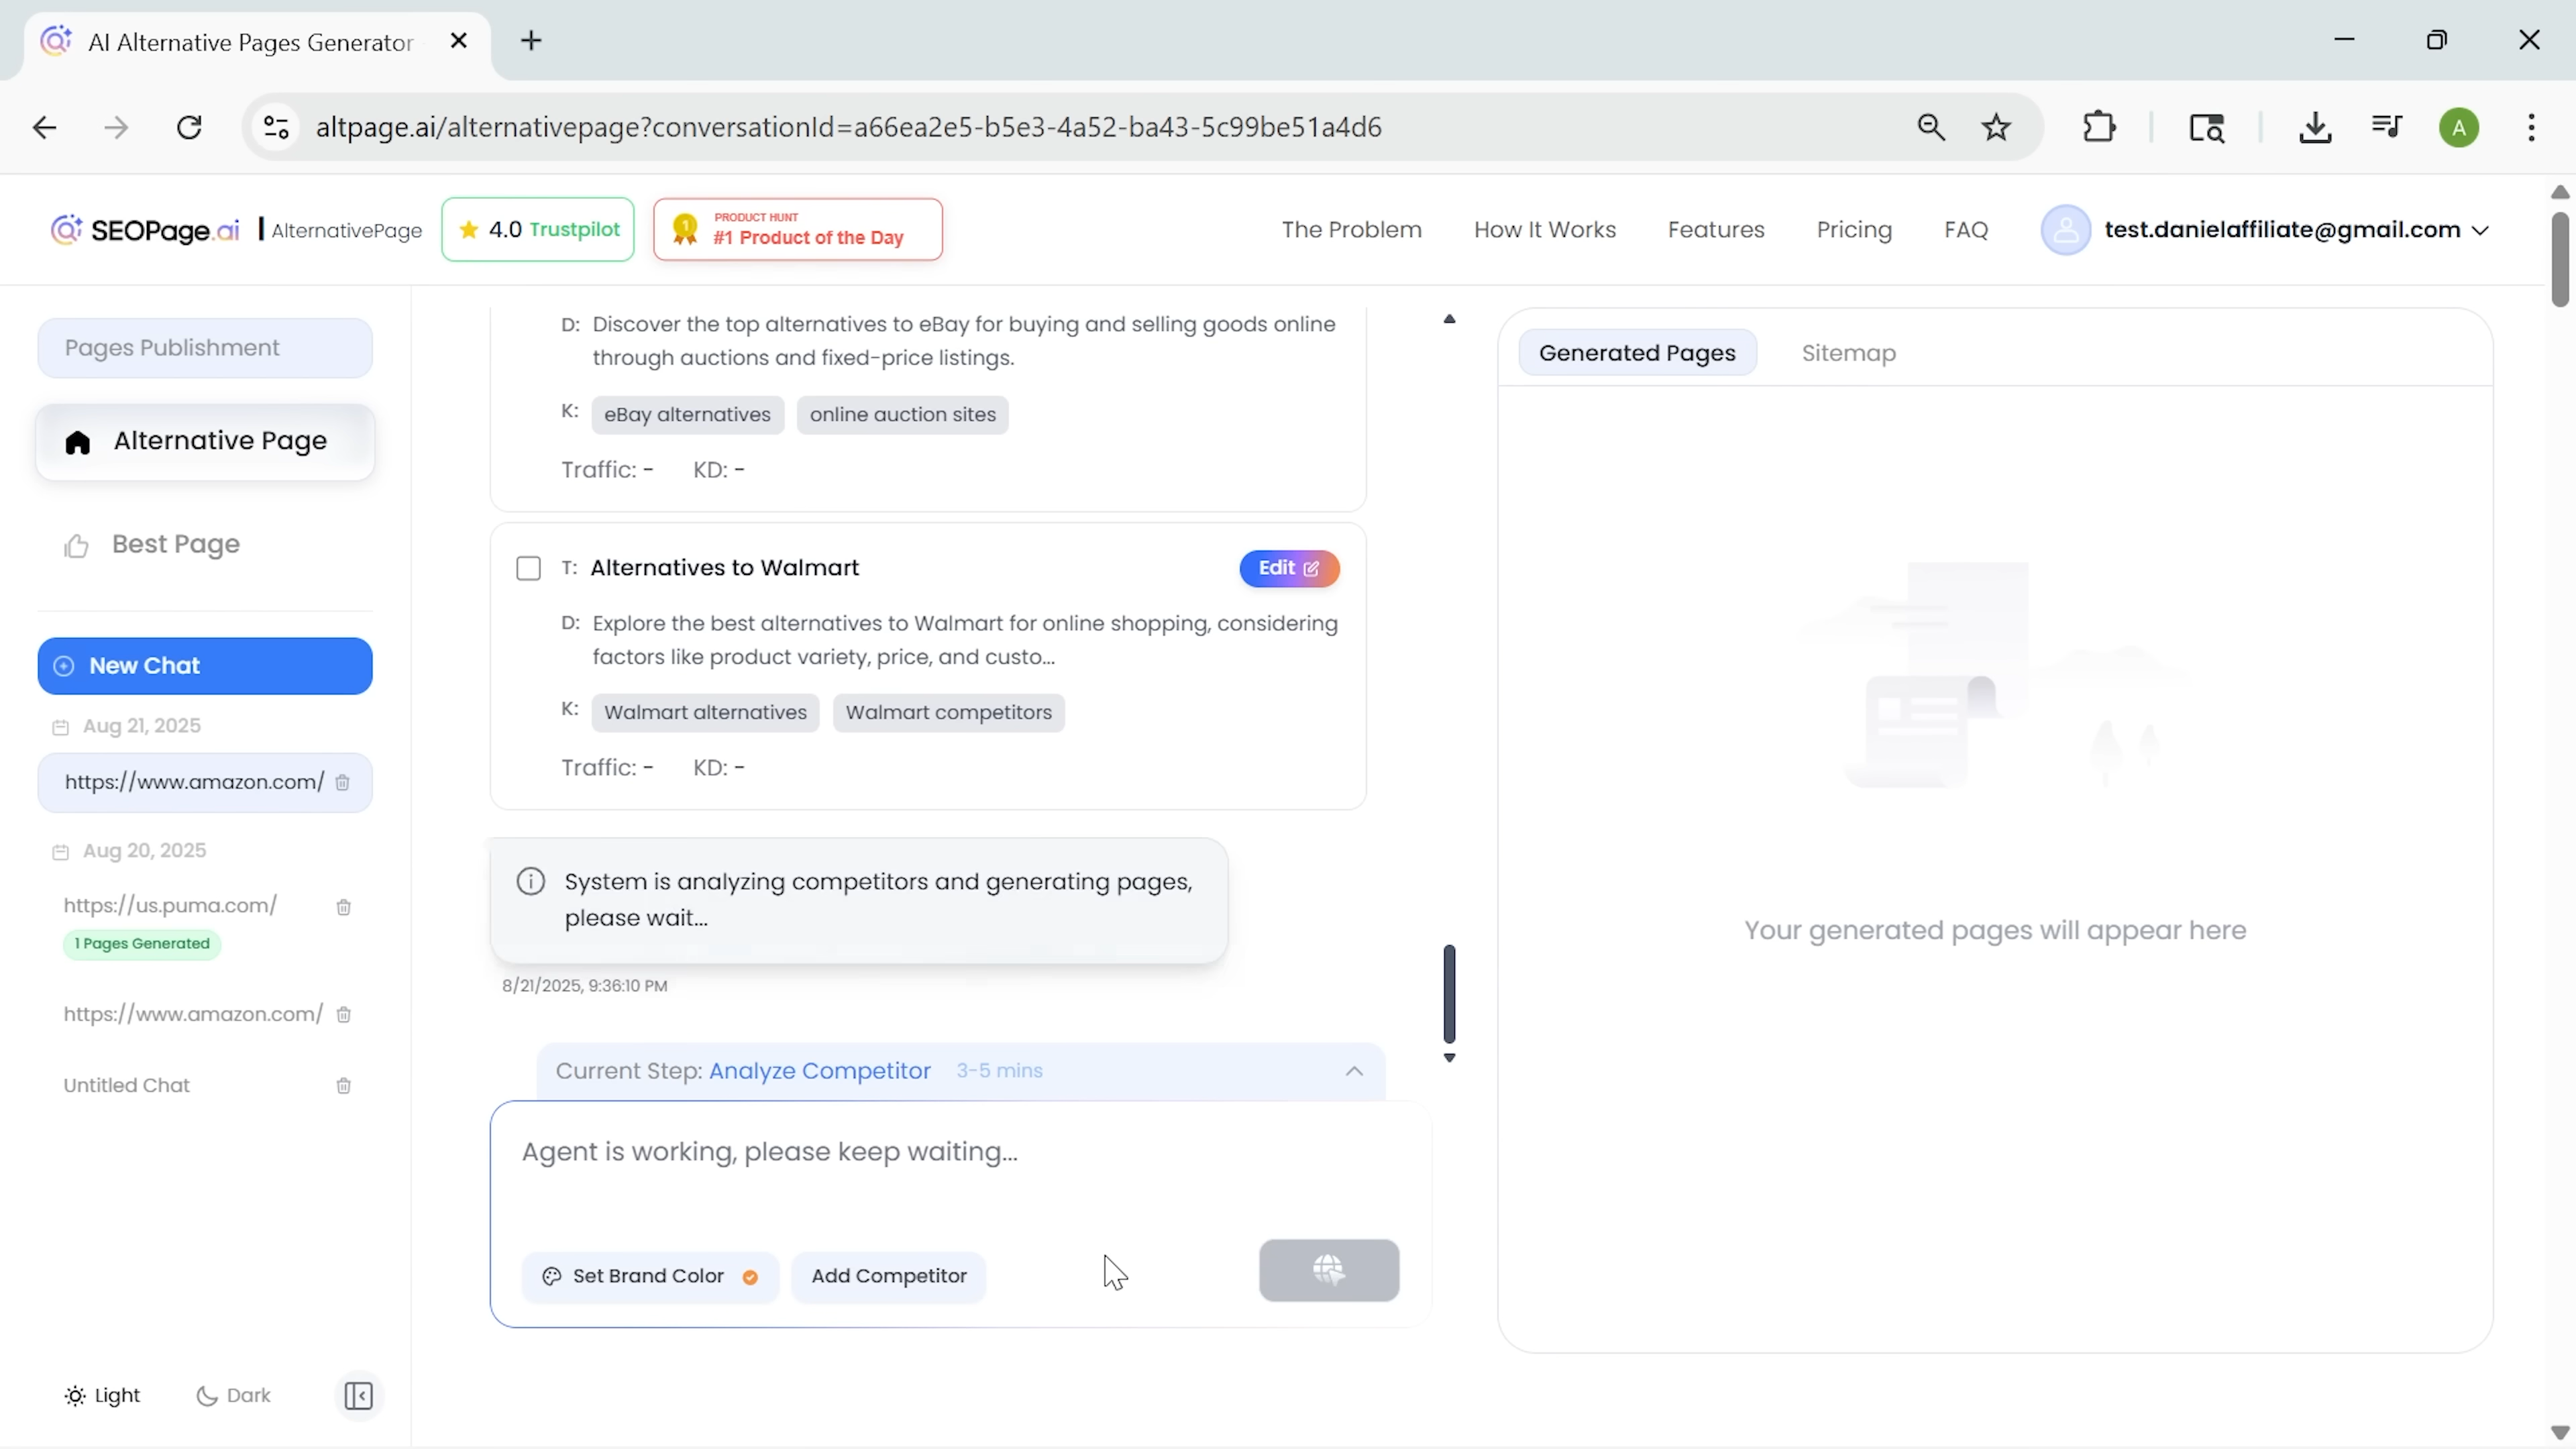 AI Alternative Pages Generator
altpage.ai/alternativepage?conversationId=a66ea2e5-b5e3-4a52-ba43-5c99be51a4d6
A
SEOPage.ai | AlternativePage
4.0 Trustpilot
1
PRODUCT HUNT
#1 Product of the Day
The Problem
How It Works
Features
Pricing
FAQ
test.danielaffiliate@gmail.com
Pages Publishment
Alternative Page
Best Page
New Chat
Aug 21, 2025
https://www.amazon.com/
Aug 20, 2025
https://us.puma.com/
1 Pages Generated
https://www.amazon.com/
Untitled Chat
Light
Dark
D: Discover the top alternatives to eBay for buying and selling goods online
through auctions and fixed-price listings.
K: eBay alternatives online auction sites
Traffic: - KD: -
T: Alternatives to Walmart
Edit
D: Explore the best alternatives to Walmart for online shopping, considering
factors like product variety, price, and custo...
K: Walmart alternatives Walmart competitors
Traffic: - KD: -
System is analyzing competitors and generating pages,
please wait...
8/21/2025, 9:36:10 PM
Current Step: Analyze Competitor 3-5 mins
Agent is working, please keep waiting...
Set Brand Color
Add Competitor
Generated Pages
Sitemap
Your generated pages will appear here